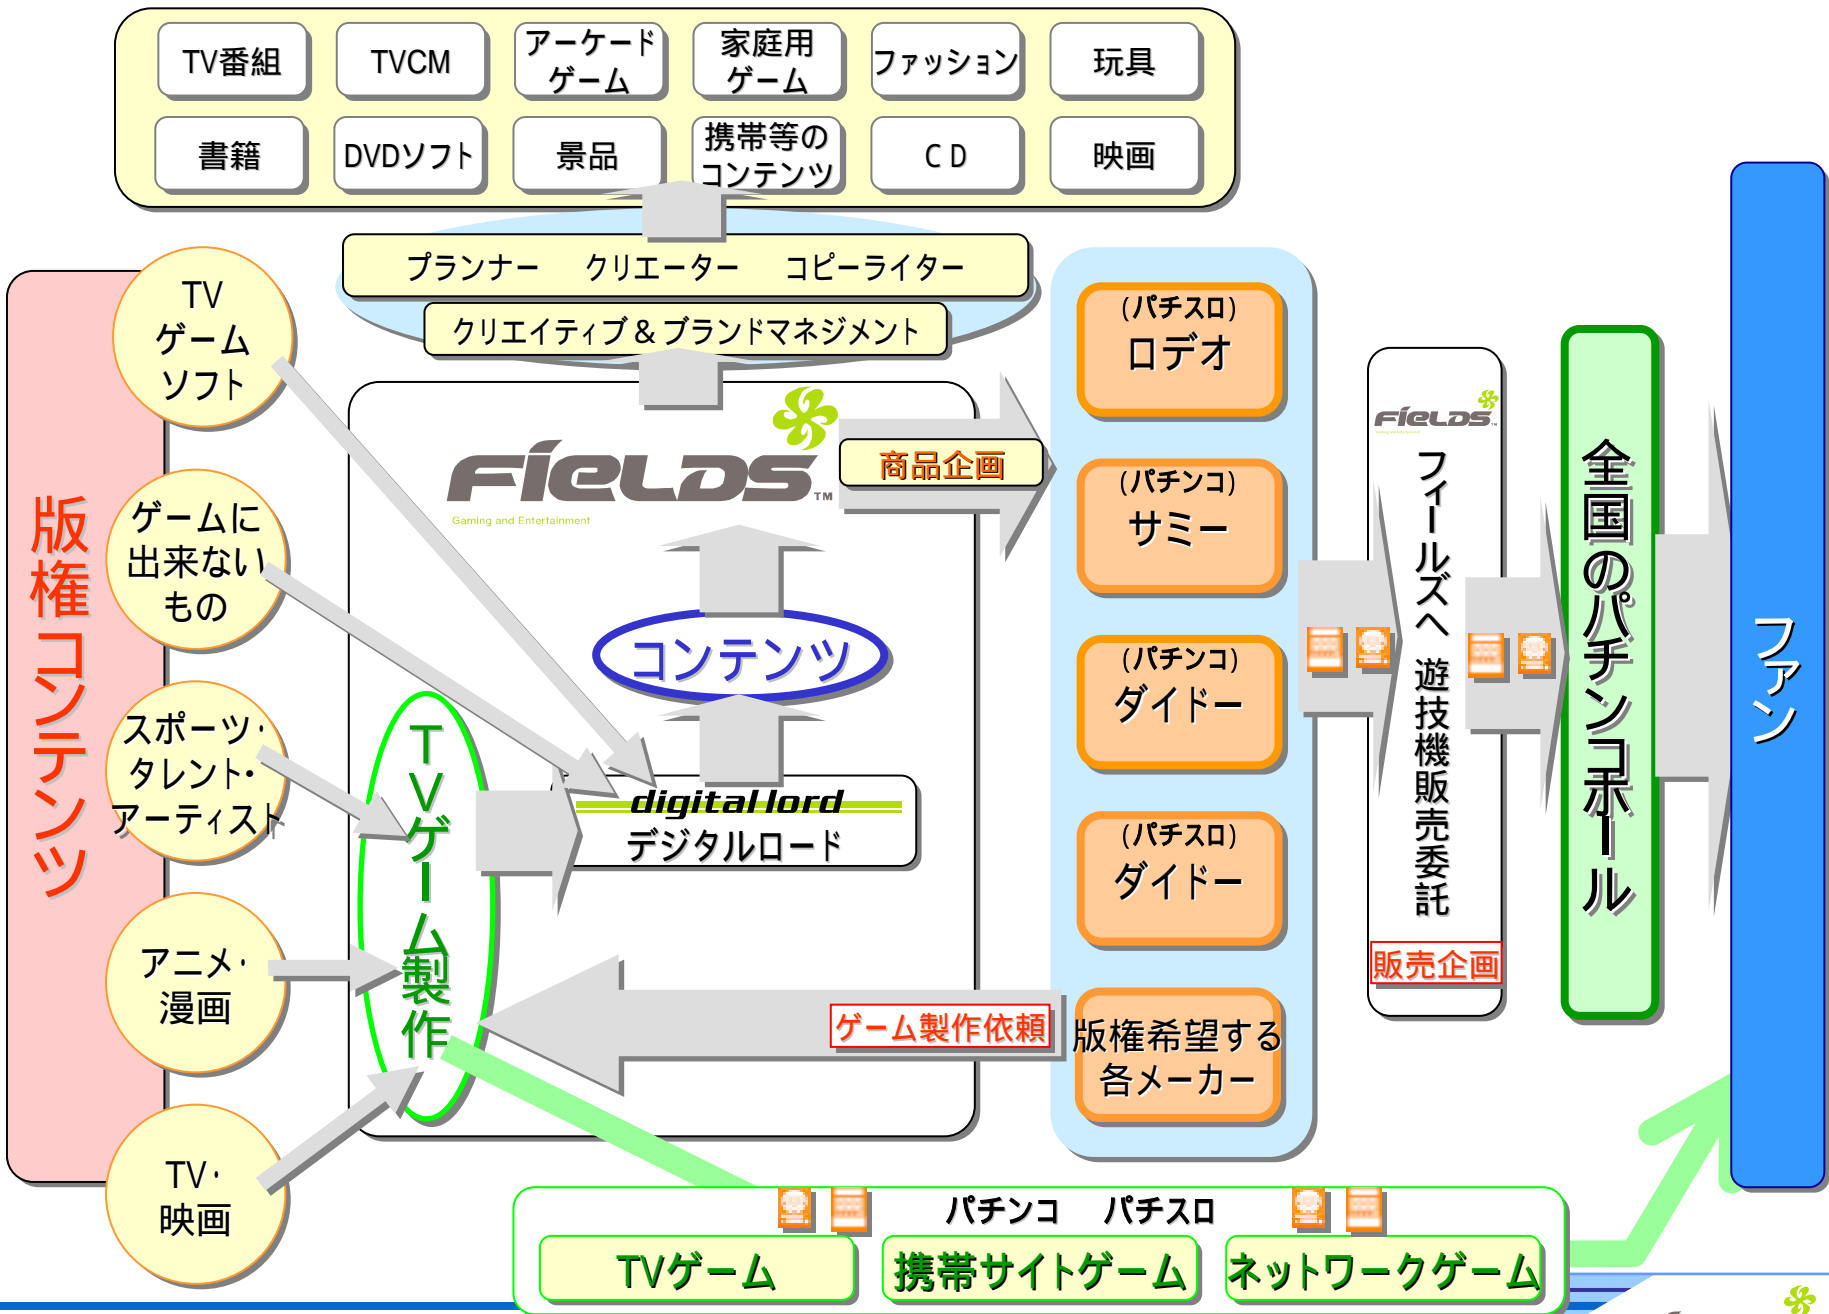 TV番組
TVCM
アーケード
ゲーム
家庭用
ゲーム
ファッション
玩具
書籍
DVDソフト
景品
携帯等の
コンテンツ
CD
映画
プランナー クリエーター コピーライター
クリエイティブ&ブランドマネジメント
版権コンテンツ
TV
ゲーム
ソフト
ゲームに
出来ない
もの
スポーツ・
タレント・
アーティスト
アニメ・
漫画
TV・
映画
FIELDS™
Gaming and Entertainment
商品企画
コンテンツ
TVゲーム製作
digital lord
デジタルロード
ゲーム製作依頼
(パチスロ)
ロデオ
(パチンコ)
サミー
(パチンコ)
ダイドー
(パチスロ)
ダイドー
版権希望する
各メーカー
FIELDS™
フィールズへ 遊技機販売委託
販売企画
全国のパチンコホール
ファン
パチンコ パチスロ
TVゲーム
携帯サイトゲーム
ネットワークゲーム